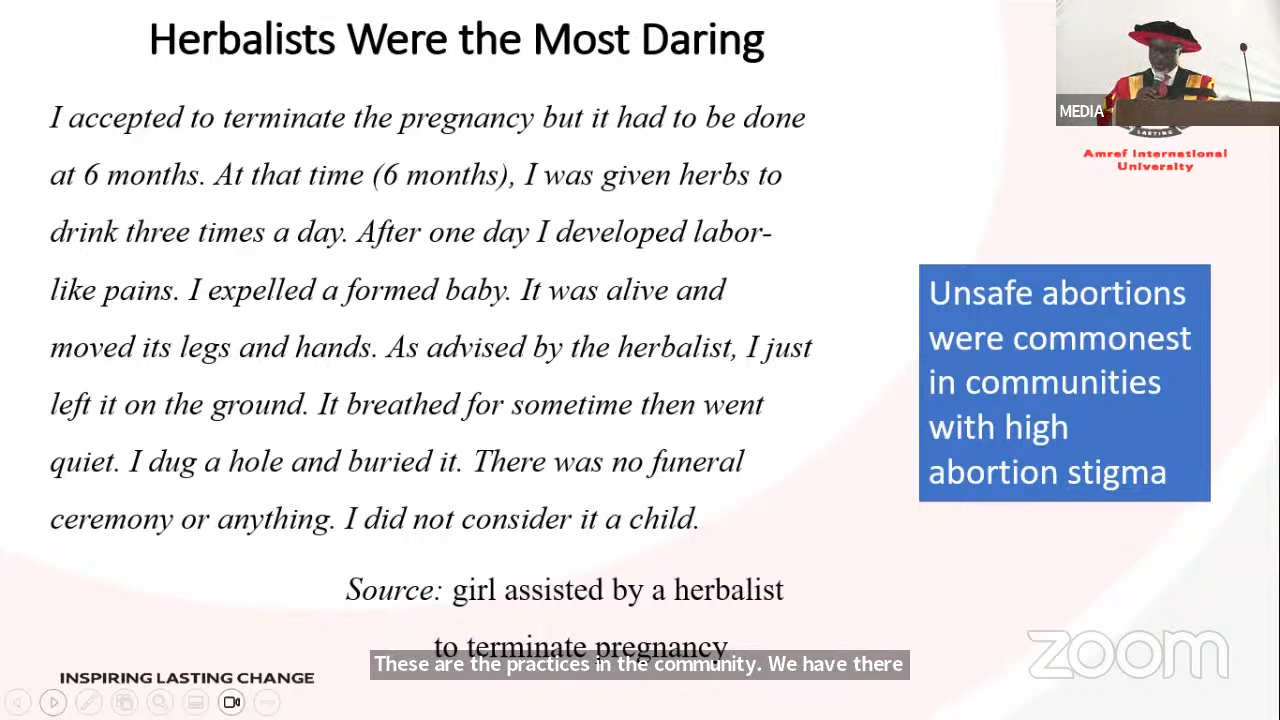 Herbalists Were the Most Daring
MEDIA
LASTING
Amref International
University
I accepted to terminate the pregnancy but it had to be done
at 6 months. At that time (6 months), I was given herbs to
drink three times a day. After one day I developed labor-
like pains. I expelled a formed baby. It was alive and
moved its legs and hands. As advised by the herbalist, I just
left it on the ground. It breathed for sometime then went
quiet. I dug a hole and buried it. There was no funeral
ceremony or anything. I did not consider it a child.
Source: girl assisted by a herbalist
to terminate pregnancy
Unsafe abortions
were commonest
in communities
with high
abortion stigma
These are the practices in the community. We have there
INSPIRING LASTING CHANGE
zoom